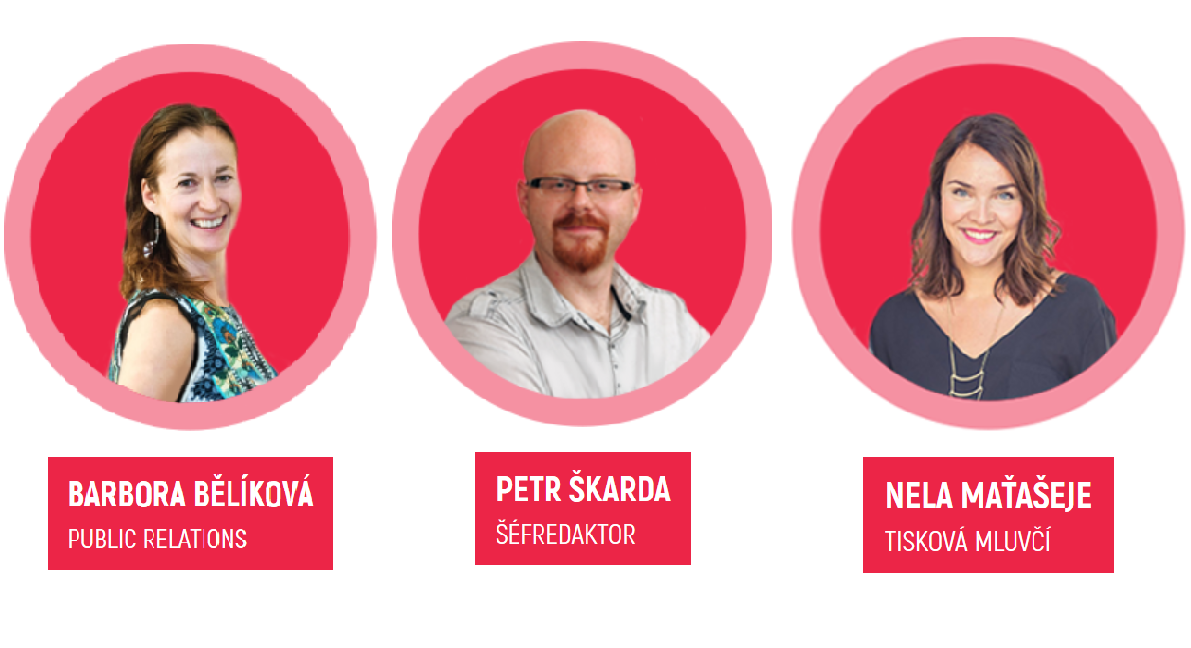 BARBORA BĚLÍKOVÁ
PUBLIC RELATIONS
PETR ŠKARDA
ŠÉFREDAKTOR
NELA MAŤAŠEJE
TISKOVÁ MLUVČÍ